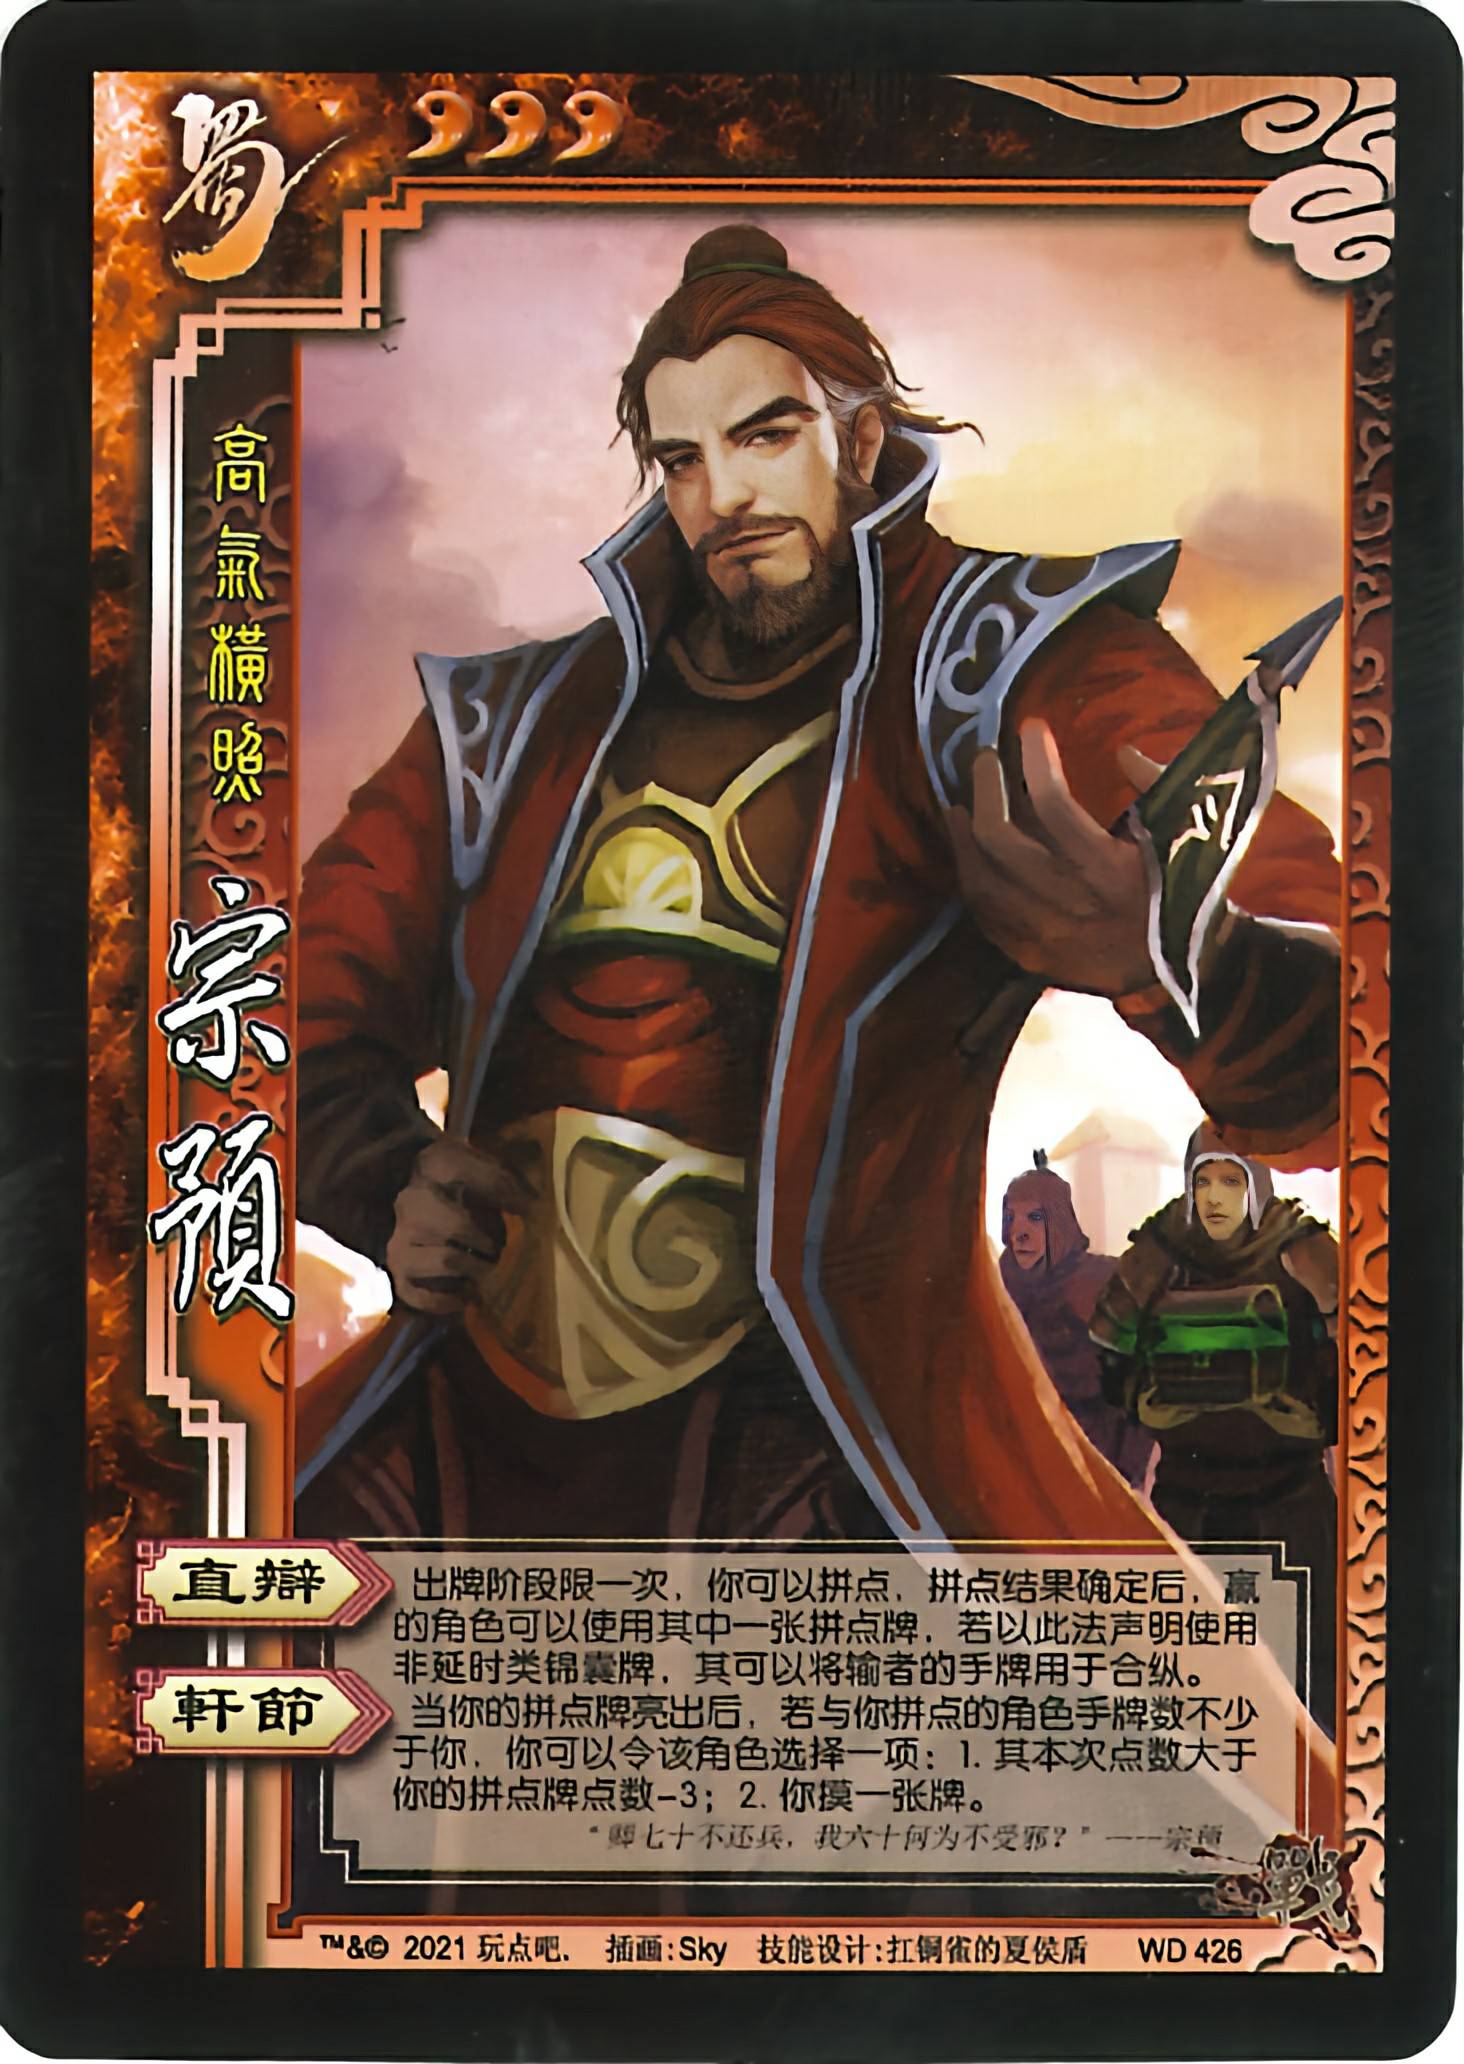 蜀
高氣橫照
宗預
直辯
出牌阶段限一次，你可以拼点，拼点结果确定后，赢
的角色可以使用其中一张拼点牌，若以此法声明使用
非延时类锦囊牌，其可以将输者的手牌用于合纵。
軒節
当你的拼点牌亮出后，若与你拼点的角色手牌数不少
于你，你可以令该角色选择一项：1. 其本次点数大于
你的拼点牌点数-3；2. 你摸一张牌。
“卿七十不还兵，我六十何为不受邪？”——宗預
戰
™&© 2021 玩点吧. 插画:Sky 技能设计:扛铜雀的夏侯盾 WD 426